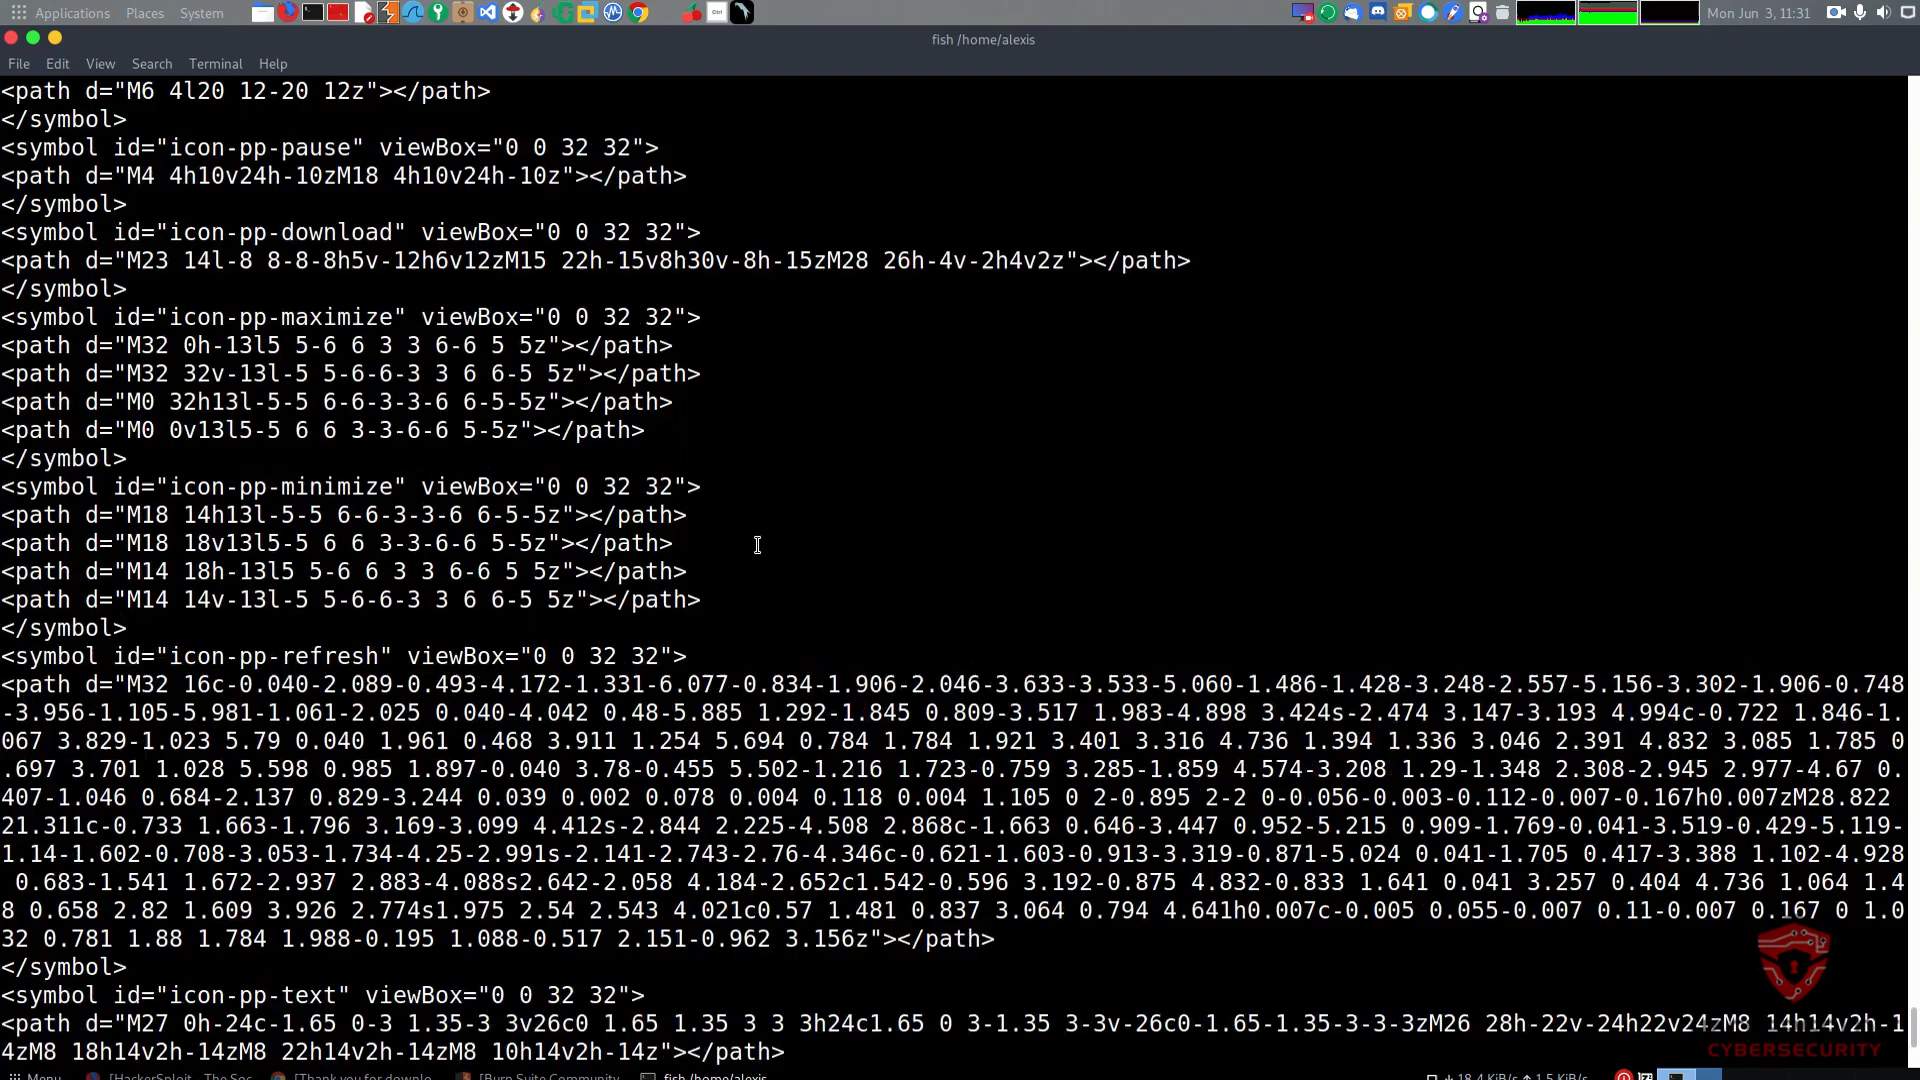 Applications Places System
Mon Jun 3, 11:31
fish /home/alexis
File Edit View Search Terminal Help
<path d="M6 4l20 12-20 12z"></path>
</symbol>
<symbol id="icon-pp-pause" viewBox="0 0 32 32">
<path d="M4 4h10v24h-10zM18 4h10v24h-10z"></path>
</symbol>
<symbol id="icon-pp-download" viewBox="0 0 32 32">
<path d="M23 14l-8 8-8-8h5v-12h6v12zM15 22h-15v8h30v-8h-15zM28 26h-4v-2h4v2z"></path>
</symbol>
<symbol id="icon-pp-maximize" viewBox="0 0 32 32">
<path d="M32 0h-13l5 5-6 6 3 3 6-6 5 5z"></path>
<path d="M32 32v-13l-5 5-6-6-3 3 6 6-5 5z"></path>
<path d="M0 32h13l-5-5 6-6-3-3-6 6-5-5z"></path>
<path d="M0 0v13l5-5 6 6 3-3-6-6 5-5z"></path>
</symbol>
<symbol id="icon-pp-minimize" viewBox="0 0 32 32">
<path d="M18 14h13l-5-5 6-6-3-3-6 6-5-5z"></path>
<path d="M18 18v13l5-5 6 6 3-3-6-6 5-5z"></path>
<path d="M14 18h-13l5 5-6 6 3 3 6-6 5 5z"></path>
<path d="M14 14v-13l-5 5-6-6-3 3 6 6-5 5z"></path>
</symbol>
<symbol id="icon-pp-refresh" viewBox="0 0 32 32">
<path d="M32 16c-0.040-2.089-0.493-4.172-1.331-6.077-0.834-1.906-2.046-3.633-3.533-5.060-1.486-1.428-3.248-2.557-5.156-3.302-1.906-0.748
-3.956-1.105-5.981-1.061-2.025 0.040-4.042 0.48-5.885 1.292-1.845 0.809-3.517 1.983-4.898 3.424s-2.474 3.147-3.193 4.994c-0.722 1.846-1.
067 3.829-1.023 5.79 0.040 1.961 0.468 3.911 1.254 5.694 0.784 1.784 1.921 3.401 3.316 4.736 1.394 1.336 3.046 2.391 4.832 3.085 1.785 0
.697 3.701 1.028 5.598 0.985 1.897-0.040 3.78-0.455 5.502-1.216 1.723-0.759 3.285-1.859 4.574-3.208 1.29-1.348 2.308-2.945 2.977-4.67 0.
407-1.046 0.684-2.137 0.829-3.244 0.039 0.002 0.078 0.004 0.118 0.004 1.105 0 2-0.895 2-2 0-0.056-0.003-0.112-0.007-0.167h0.007zM28.822
21.311c-0.733 1.663-1.796 3.169-3.099 4.412s-2.844 2.225-4.508 2.868c-1.663 0.646-3.447 0.952-5.215 0.909-1.769-0.041-3.519-0.429-5.119-
1.14-1.602-0.708-3.053-1.734-4.25-2.991s-2.141-2.743-2.76-4.346c-0.621-1.603-0.913-3.319-0.871-5.024 0.041-1.705 0.417-3.388 1.102-4.928
0.683-1.541 1.672-2.937 2.883-4.088s2.642-2.058 4.184-2.652c1.542-0.596 3.192-0.875 4.832-0.833 1.641 0.041 3.257 0.404 4.736 1.064 1.4
8 0.658 2.82 1.609 3.926 2.774s1.975 2.54 2.543 4.021c0.57 1.481 0.837 3.064 0.794 4.641h0.007c-0.005 0.055-0.007 0.11-0.007 0.167 0 1.0
32 0.781 1.88 1.784 1.988-0.195 1.088-0.517 2.151-0.962 3.156z"></path>
</symbol>
<symbol id="icon-pp-text" viewBox="0 0 32 32">
<path d="M27 0h-24c-1.65 0-3 1.35-3 3v26c0 1.65 1.35 3 3 3h24c1.65 0 3-1.35 3-3v-26c0-1.65-1.35-3-3-3zM26 28h-22v-24h22v24zM8 14h14v2h-1
4zM8 18h14v2h-14zM8 22h14v2h-14zM8 10h14v2h-14z"></path>
CYBERSECURITY
Menu [HackerSploit - The Soc... [Thank you for downlo... [Burp Suite Community... fish /home/alexis 18.4 KiB/s 1.5 KiB/s